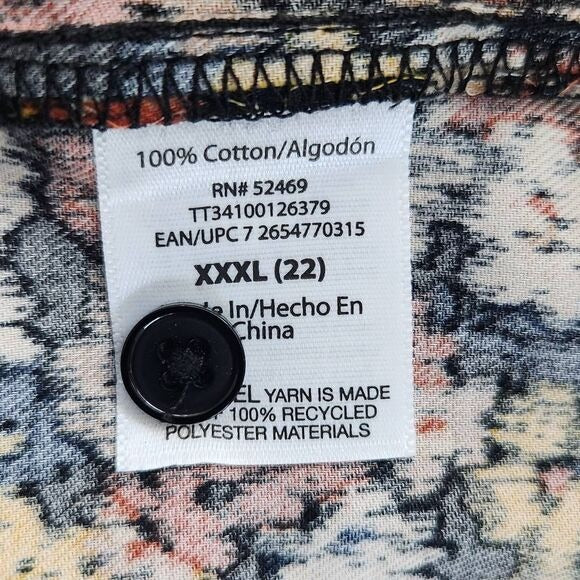 100% Cotton/Algodón
RN# 52469
TT34100126379
EAN/UPC 7 2654770315
XXXL (22)
In/Hecho En
China
YARN IS MADE
100% RECYCLED
POLYESTER MATERIALS